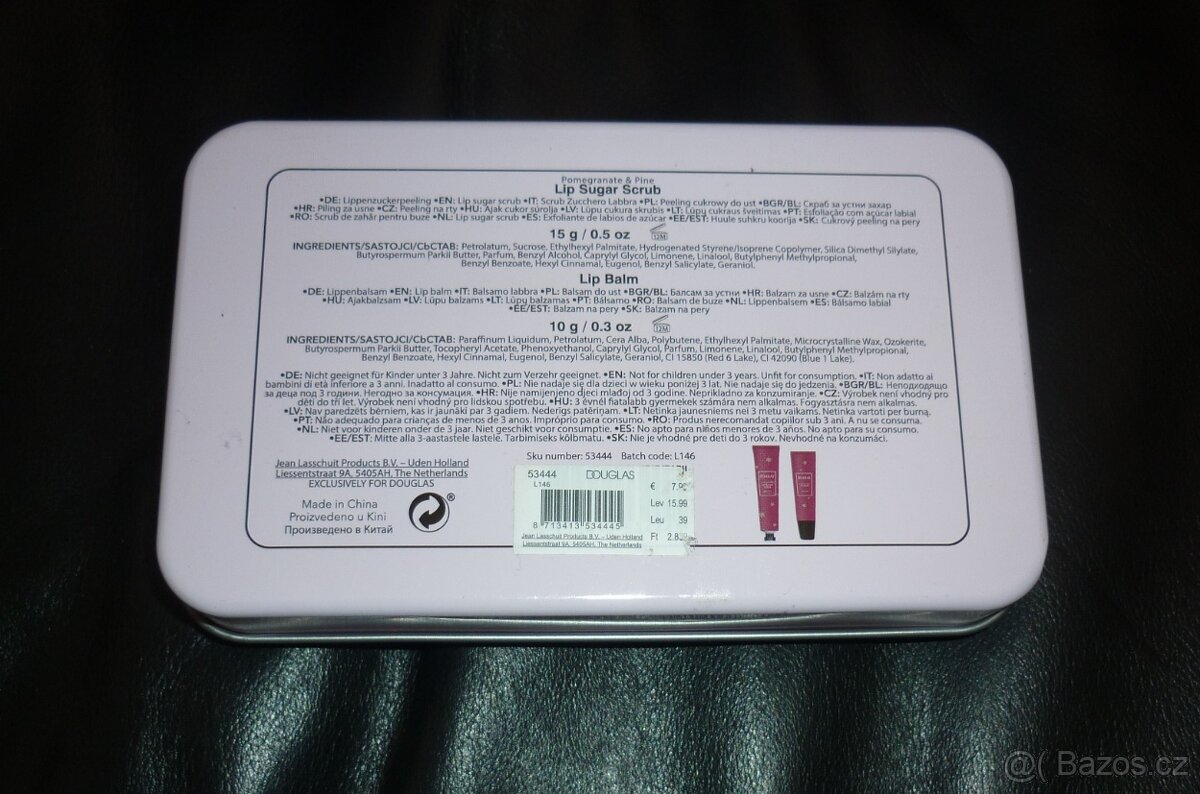 Pomegranate & Pine
Lip Sugar Scrub
•DE: Lippenzuckerpeeling •EN: Lip sugar scrub •IT: Scrub Zucchero Labbra •PL: Peeling cukrowy do ust •BGR/BL: Скраб за устни захар
•HR: Piling za usne •CZ: Peeling na rty •HU: Ajak cukor súrolja •LV: Lūpu cukura skrubis •LT: Lūpų cukraus šveitimas •PT: Esfoliação com açúcar labial
•RO: Scrub de zahăr pentru buze •NL: Lip sugar scrub •ES: Exfoliante de labios de azúcar •EE/EST: Huule suhkru koorija •SK: Cukrový peeling na pery
15 g / 0.5 oz 12M
INGREDIENTS/SASTOJCI/СЬСТАВ: Petrolatum, Sucrose, Ethylhexyl Palmitate, Hydrogenated Styrene/Isoprene Copolymer, Silica Dimethyl Silylate,
Butyrospermum Parkii Butter, Parfum, Benzyl Alcohol, Caprylyl Glycol, Limonene, Linalool, Butylphenyl Methylpropional,
Benzyl Benzoate, Hexyl Cinnamal, Eugenol, Benzyl Salicylate, Geraniol.
Lip Balm
•DE: Lippenbalsam •EN: Lip balm •IT: Balsamo labbra •PL: Balsam do ust •BGR/BL: Балсам за устни •HR: Balzam za usne •CZ: Balzám na rty
•HU: Ajakbalzsam •LV: Lūpu balzams •LT: Lūpų balzamas •PT: Bálsamo •RO: Balsam de buze •NL: Lippenbalsem •ES: Bálsamo labial
•EE/EST: Balzam na pery •SK: Balzam na pery
10 g / 0.3 oz 12M
INGREDIENTS/SASTOJCI/СЬСТАВ: Paraffinum Liquidum, Petrolatum, Cera Alba, Polybutene, Ethylhexyl Palmitate, Microcrystalline Wax, Ozokerite,
Butyrospermum Parkii Butter, Tocopheryl Acetate, Phenoxyethanol, Caprylyl Glycol, Parfum, Limonene, Linalool, Butylphenyl Methylpropional,
Benzyl Benzoate, Hexyl Cinnamal, Eugenol, Benzyl Salicylate, Geraniol, CI 15850 (Red 6 Lake), CI 42090 (Blue 1 Lake).
•DE: Nicht geeignet für Kinder unter 3 Jahre. Nicht zum Verzehr geeignet. •EN: Not for children under 3 years. Unfit for consumption. •IT: Non adatto ai
bambini di età inferiore a 3 anni. Inadatto al consumo. •PL: Nie nadaje się dla dzieci w wieku poniżej 3 lat. Nie nadaje się do jedzenia. •BGR/BL: Неподходящо
за деца под 3 години. Негодно за консумация. •HR: Nije namijenjeno djeci mlađoj od 3 godine. Neprikladno za konzumiranje. •CZ: Výrobek není vhodný pro
děti do tří let. Výrobek není vhodný pro lidskou spotřebu. •HU: 3 évnél fiatalabb gyermekek számára nem alkalmas. Fogyasztásra nem alkalmas.
•LV: Nav paredzēts bērniem, kas ir jaunāki par 3 gadiem. Nederīgs patēriņam. •LT: Netinka jaunesniems nei 3 metu vaikams. Netinka vartoti per burną.
•PT: Não adequado para crianças de menos de 3 anos. Impróprio para consumo. •RO: Produs nerecomandat copiilor sub 3 ani. A nu se consuma.
•NL: Niet voor kinderen onder de 3 jaar. Niet geschikt voor consumptie. •ES: No apto para niños menores de 3 años. No apto para su consumo.
•EE/EST: Mitte alla 3-aastastele lastele. Tarbimiseks kõlbmatu. •SK: Nie je vhodné pre deti do 3 rokov. Nevhodné na konzumáci.
Sku number: 53444 Batch code: L146
Jean Lasschuit Products B.V. – Uden Holland
Liessentstraat 9A, 5405AH, The Netherlands
EXCLUSIVELY FOR DOUGLAS
Made in China
Proizvedeno u Kini
Произведено в Китай
®
53444 DOUGLAS
L146
8 713413 534445
Jean Lasschuit Products B.V. – Uden Holland
Liessentstraat 9A, 5405AH, The Netherlands
€ 7.99
Lev 15.99
Leu 39
Ft
@( Bazos.cz